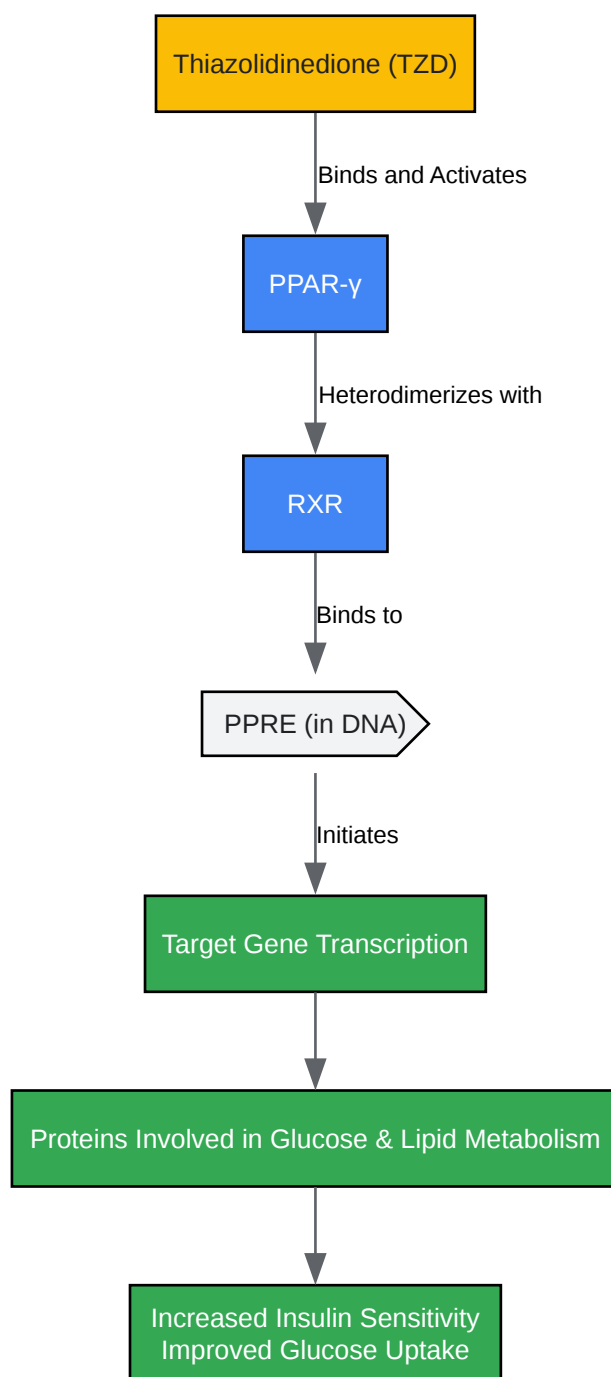 Thiazolidinedione (TZD)
Binds and Activates
PPAR-γ
Heterodimerizes with
RXR
Binds to
PPRE (in DNA)
Initiates
Target Gene Transcription
Proteins Involved in Glucose & Lipid Metabolism
Increased Insulin Sensitivity
Improved Glucose Uptake